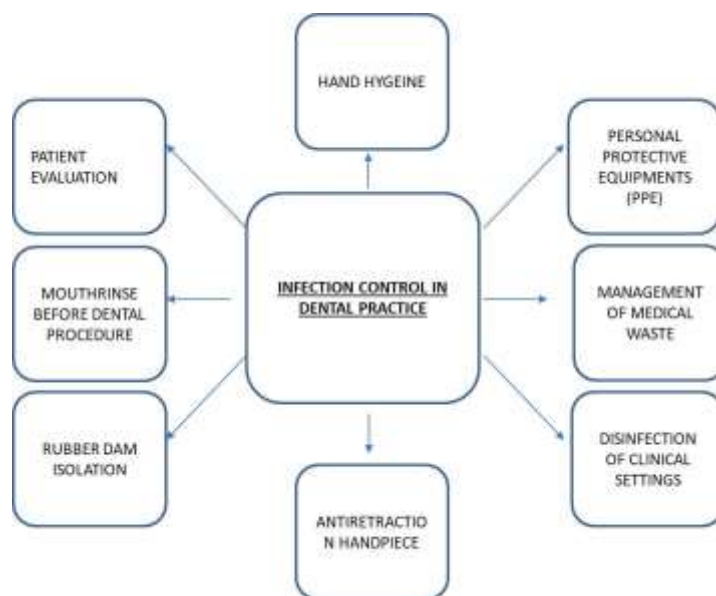 HAND HYGEINE
PATIENT
EVALUATION
PERSONAL
PROTECTIVE
EQUIPMENTS
(PPE)
INFECTION CONTROL IN
DENTAL PRACTICE
MOUTHRINSE
BEFORE DENTAL
PROCEDURE
MANAGEMENT
OF MEDICAL
WASTE
RUBBER DAM
ISOLATION
DISINFECTION
OF CLINICAL
SETTINGS
ANTIRETRACTIO
N HANDPIECE